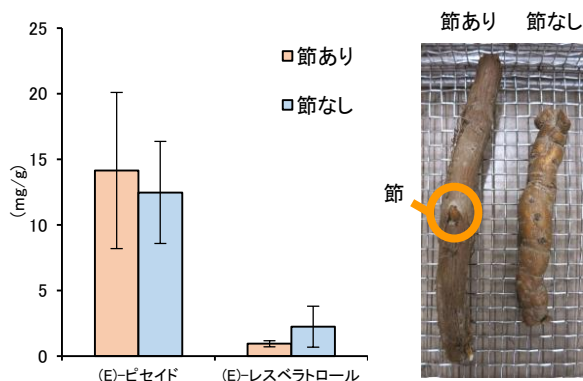 25
20
15
10
5
0
(mg/g)
節あり
節なし
(E)-ピセイド
(E)-レスベラトロール
節あり
節なし
節